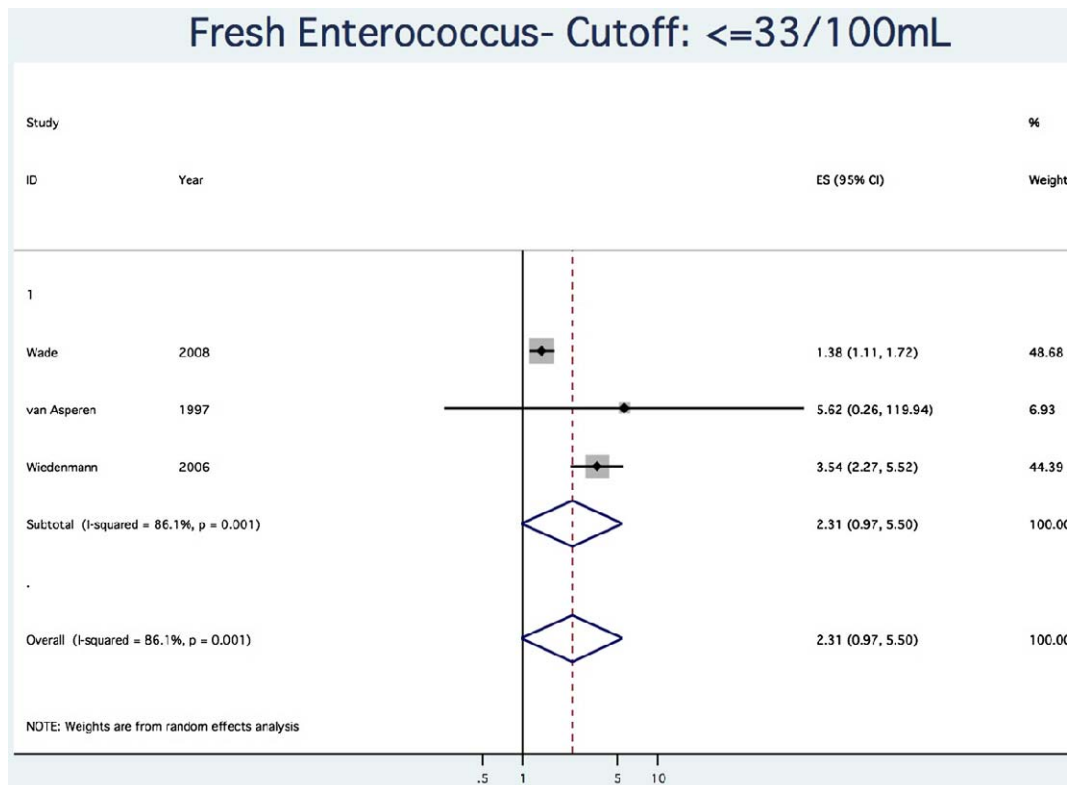 Fresh Enterococcus- Cutoff: <=33/100mL
Study %
ID Year ES (95% CI) Weight
1
Wade 2008 1.38 (1.11, 1.72) 48.68
van Asperen 1997 5.62 (0.26, 119.94) 6.93
Wiedenmann 2006 3.54 (2.27, 5.52) 44.39
Subtotal (I-squared = 86.1%, p = 0.001) 2.31 (0.97, 5.50) 100.00
.
Overall (I-squared = 86.1%, p = 0.001) 2.31 (0.97, 5.50) 100.00
NOTE: Weights are from random effects analysis
.5 1 5 10